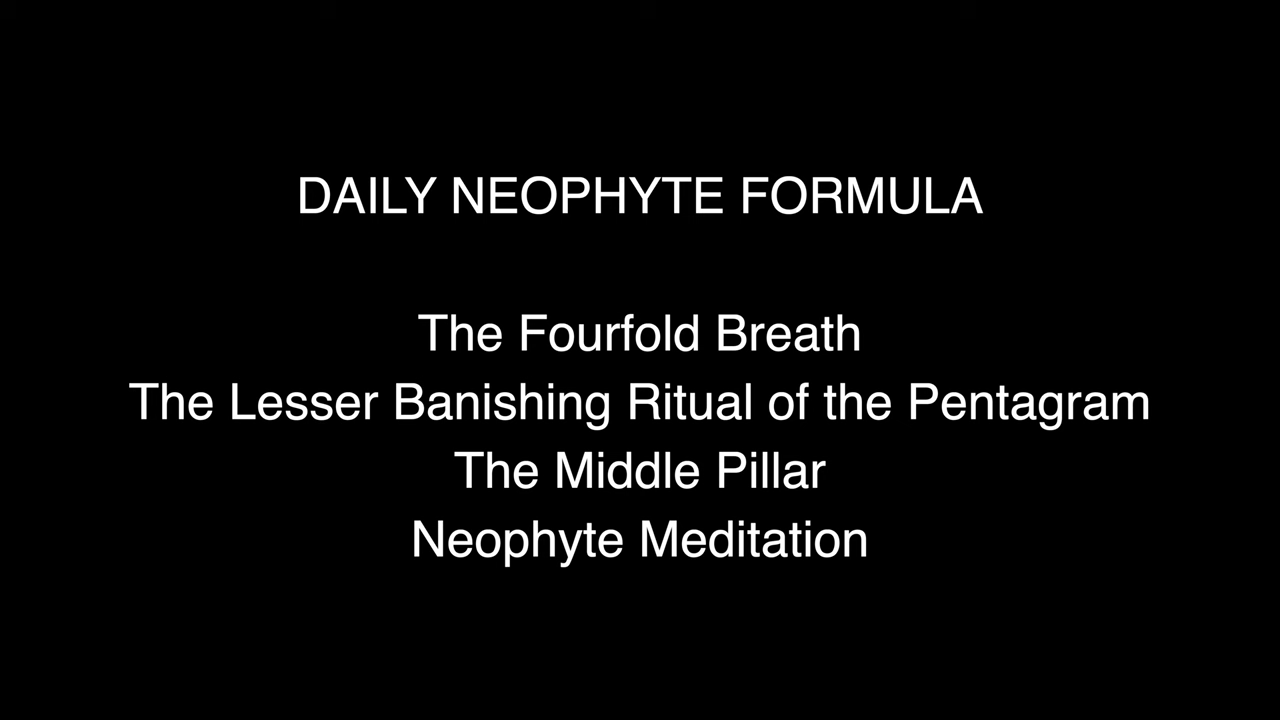 DAILY NEOPHYTE FORMULA
The Fourfold Breath
The Lesser Banishing Ritual of the Pentagram
The Middle Pillar
Neophyte Meditation